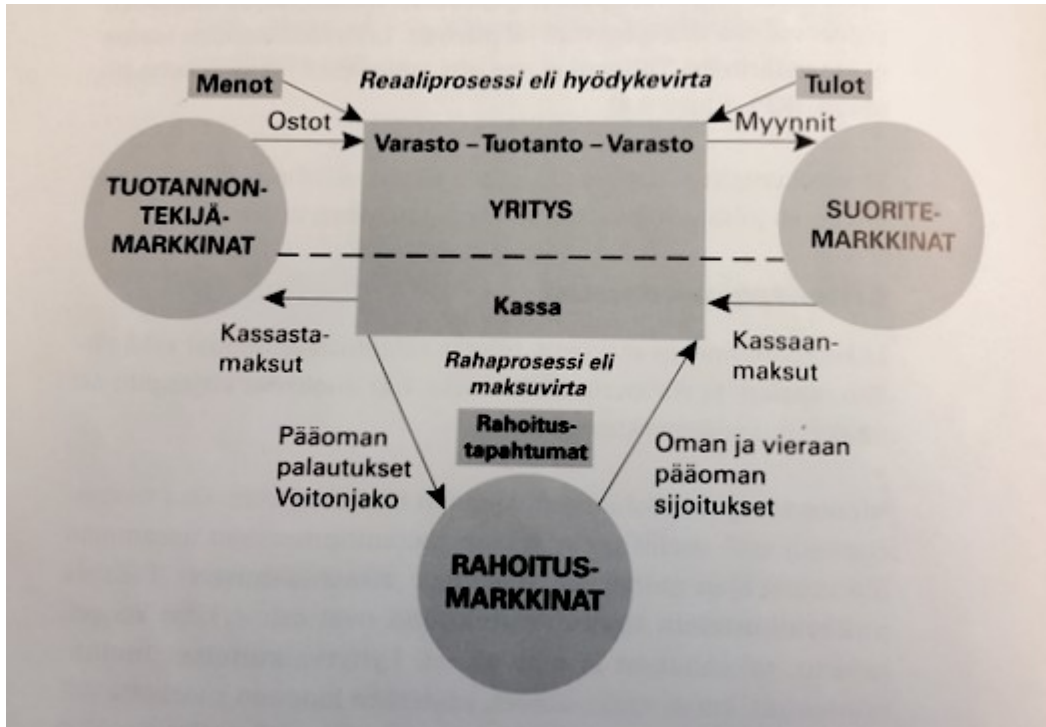 Menot
Reaaliprosessi eli hyödykevirta
Tulot
Ostot
Myynnit
Varasto – Tuotanto – Varasto
TUOTANNON-
TEKIJÄ-
MARKKINAT
YRITYS
SUORITE-
MARKKINAT
Kassa
Kassasta-
maksut
Rahaprosessi eli
maksuvirta
Kassaan-
maksut
Rahoitus-
tapahtumat
Pääoman
palautukset
Voitonjako
Oman ja vieraan
pääoman
sijoitukset
RAHOITUS-
MARKKINAT